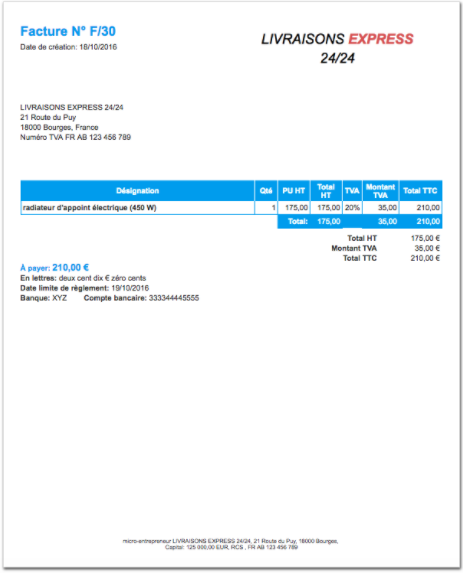 Facture N° F/30
Date de création: 18/10/2016
LIVRAISONS EXPRESS
24/24
LIVRAISONS EXPRESS 24/24
21 Route du Puy
18000 Bourges, France
Numéro TVA FR AB 123 456 789
Désignation Qté PU HT Total HT TVA Montant TVA Total TTC
radiateur d'appoint électrique (450 W) 1 175,00 175,00 20% 35,00 210,00
Total: 175,00 35,00 210,00
Total HT 175,00 €
Montant TVA 35,00 €
Total TTC 210,00 €
À payer: 210,00 €
En lettres: deux cent dix € zéro cents
Date limite de règlement: 19/10/2016
Banque: XYZ Compte bancaire: 333344445555
micro-entrepreneur LIVRAISONS EXPRESS 24/24, 21 Route du Puy, 18000 Bourges,
Capital: 125 000,00 EUR, RCS , FR AB 123 456 789